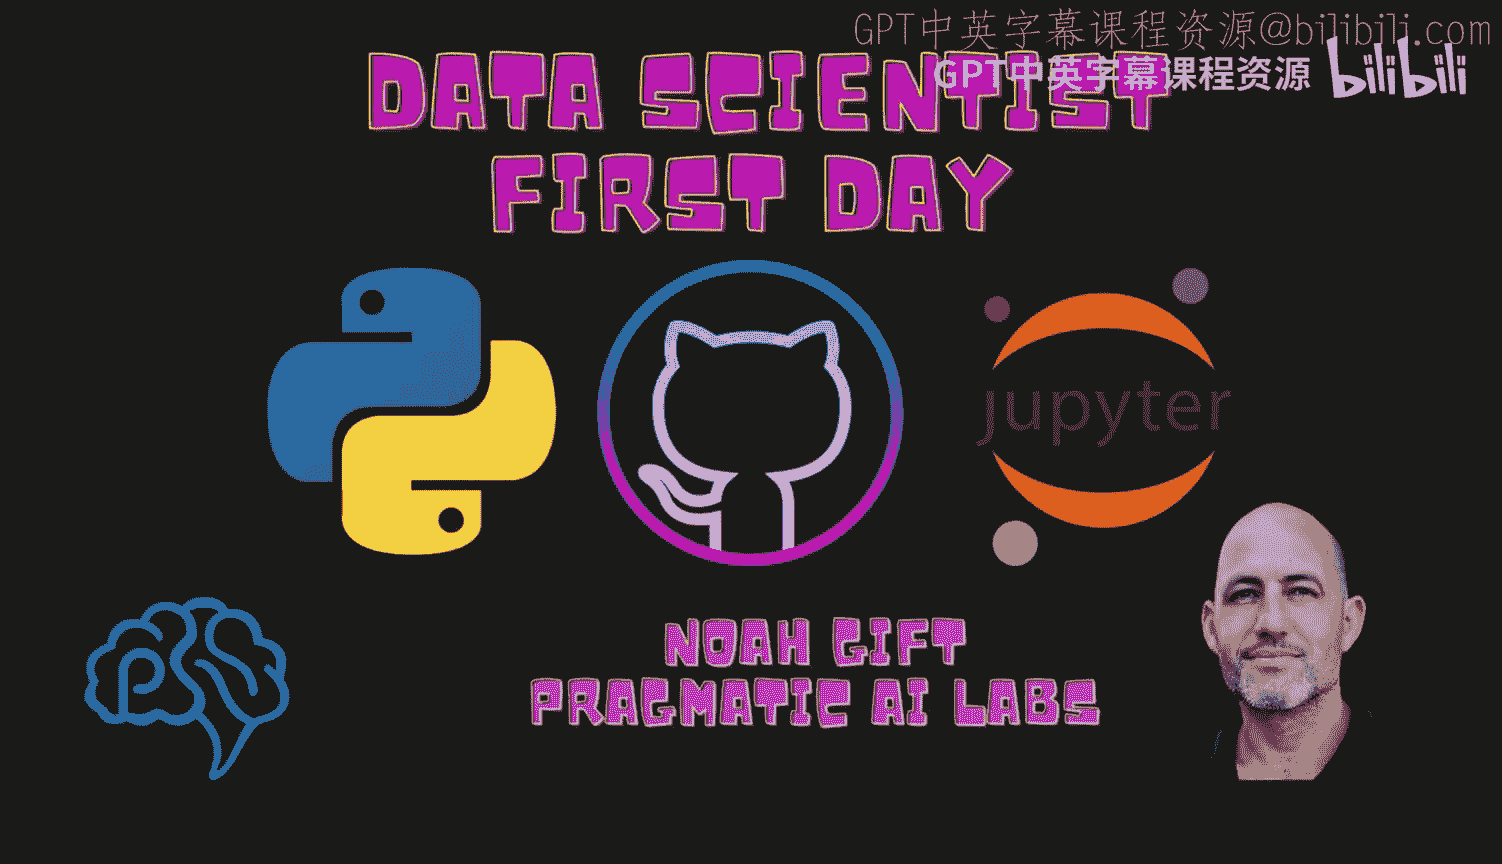 GPT中英字幕课程资源@bilibili.com
GPT中英字幕课程资源 bilibili
DATA SCIENTIST
FIRST DAY
jupyter
NOAH GIFT
PRAGMATIC AI LABS